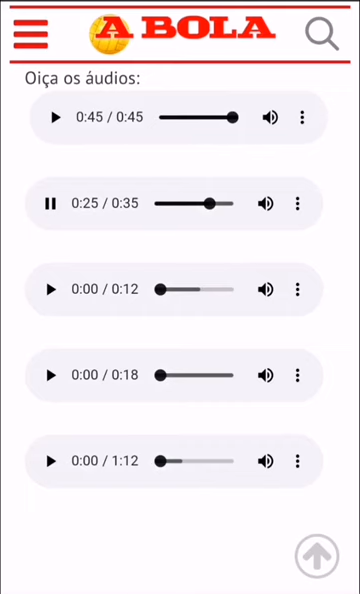 A BOLA
Oiça os áudios:
0:45 / 0:45
0:25 / 0:35
0:00 / 0:12
0:00 / 0:18
0:00 / 1:12